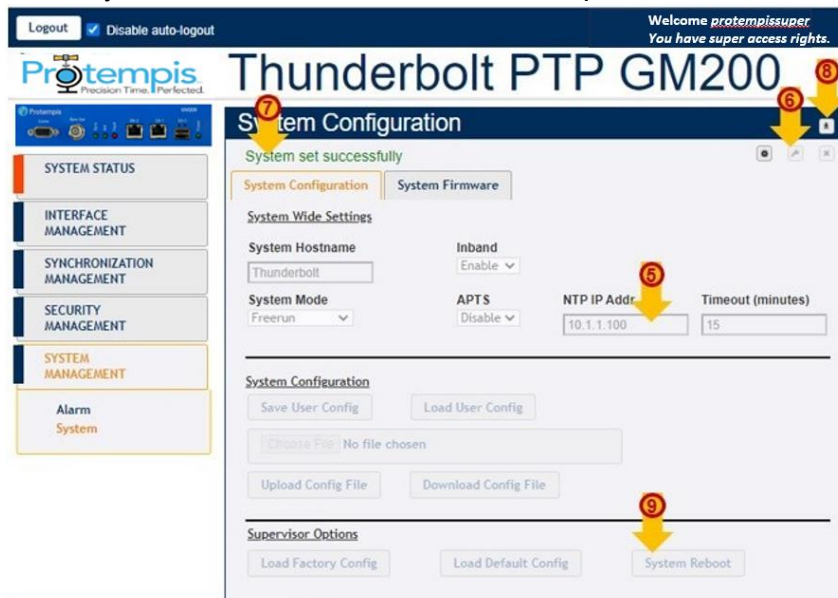 Logout Disable auto-logout
Welcome protempissuper
You have super access rights.
Protempis
Precision Time. Perfected.
Thunderbolt PTP GM200
8
6
7
Protempis
System Configuration
SYSTEM STATUS
System set successfully
System Configuration System Firmware
INTERFACE
MANAGEMENT
System Wide Settings
System Hostname Inband
Thunderbolt Enable
SYNCHRONIZATION
MANAGEMENT
5
System Mode APTS NTP IP Addr Timeout (minutes)
Freerun Disable 10.1.1.100 15
SECURITY
MANAGEMENT
SYSTEM
MANAGEMENT
Alarm
System
System Configuration
Save User Config Load User Config
Choose File No file chosen
Upload Config File Download Config File
9
Supervisor Options
Load Factory Config Load Default Config System Reboot